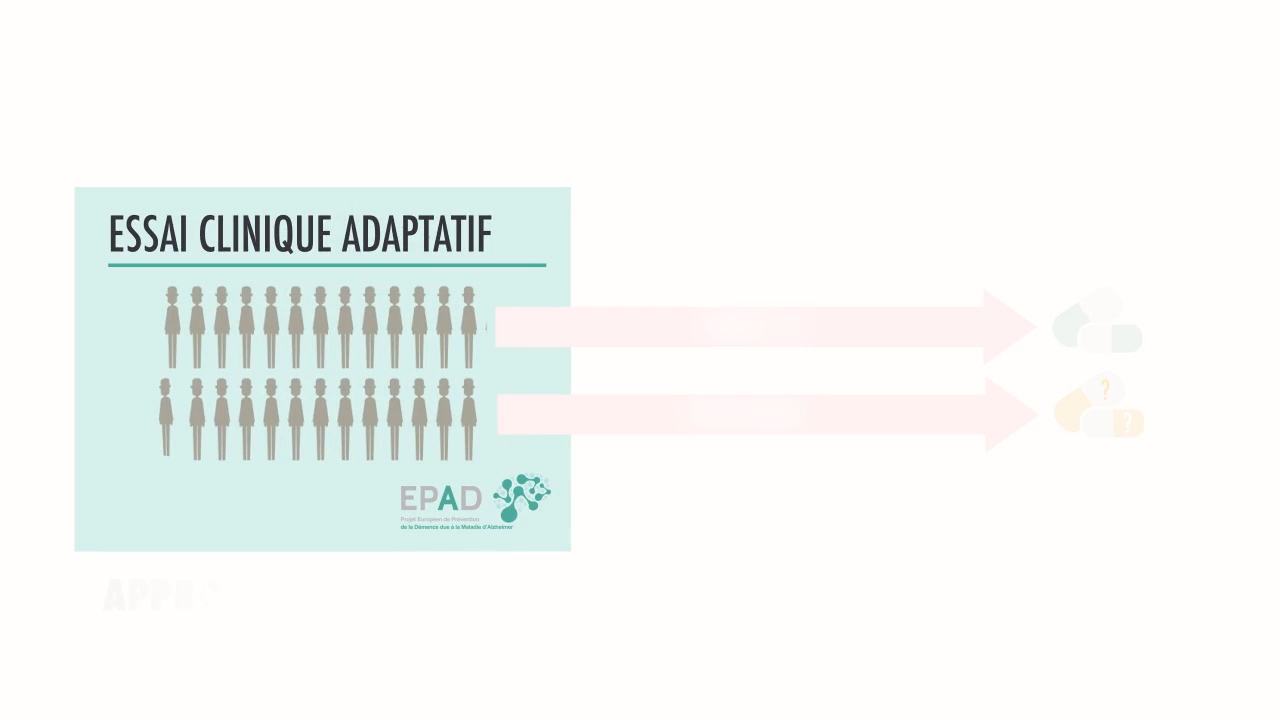 ESSAI CLINIQUE ADAPTATIF
?
?
EPAD
Projet Européen de Prévention
de la Démence due à la Maladie d'Alzheimer